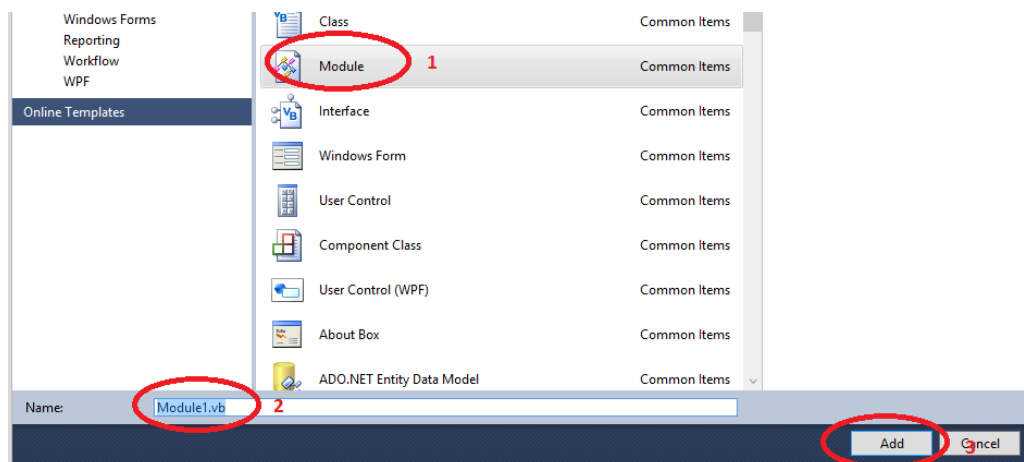 Windows Forms
Reporting
Workflow
WPF
Online Templates
VB Class Common Items
Module 1 Common Items
VB Interface Common Items
Windows Form Common Items
User Control Common Items
Component Class Common Items
User Control (WPF) Common Items
About Box Common Items
ADO.NET Entity Data Model Common Items
Name: Module1.vb 2
Add Cancel 3